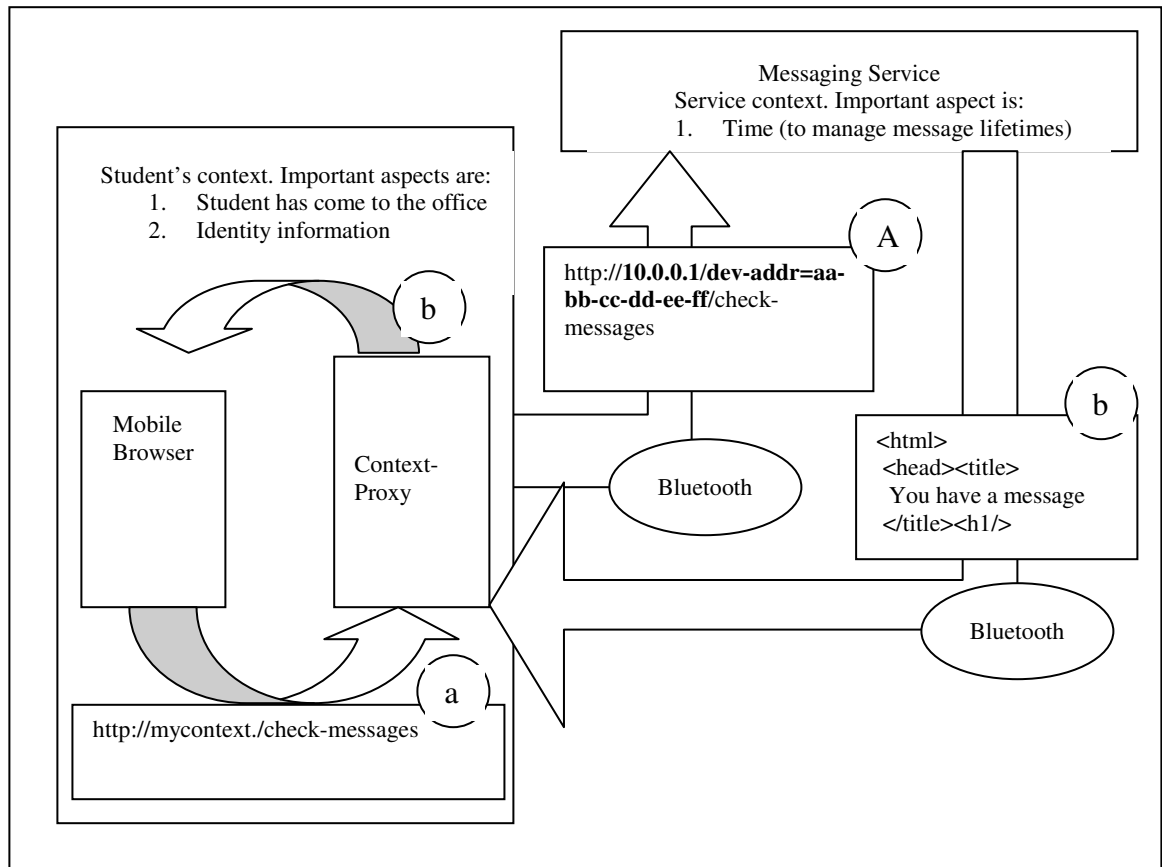 Messaging Service
Service context. Important aspect is:
1. Time (to manage message lifetimes)
Student's context. Important aspects are:
1. Student has come to the office
2. Identity information
A
http://10.0.0.1/dev-addr=aa-
bb-cc-dd-ee-ff/check-
messages
b
b
Mobile
Browser
Context-
Proxy
Bluetooth
<html>
<head><title>
You have a message
</title><h1/>
Bluetooth
a
http://mycontext./check-messages